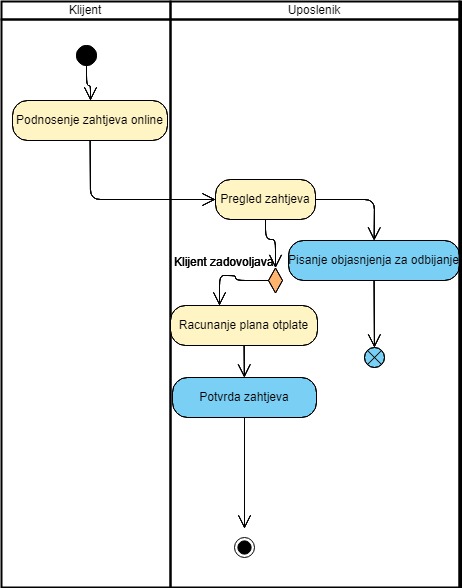 Klijent
Uposlenik
Podnosenje zahtjeva online
Pregled zahtjeva
Klijent zadovoljava
Pisanje objasnjenja za odbijanje
Racunanje plana otplate
Potvrda zahtjeva